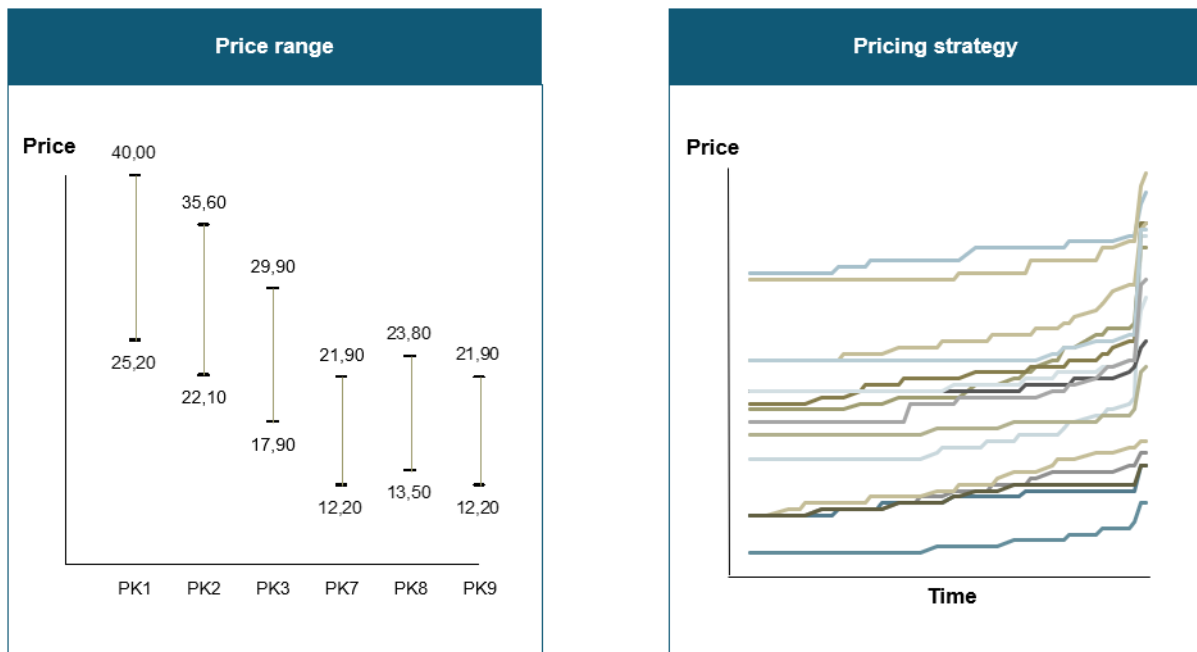 Price range
Price
40,00
35,60
29,90
25,20
23,80
21,90
21,90
22,10
17,90
13,50
12,20
12,20
PK1 PK2 PK3 PK7 PK8 PK9
Pricing strategy
Price
Time